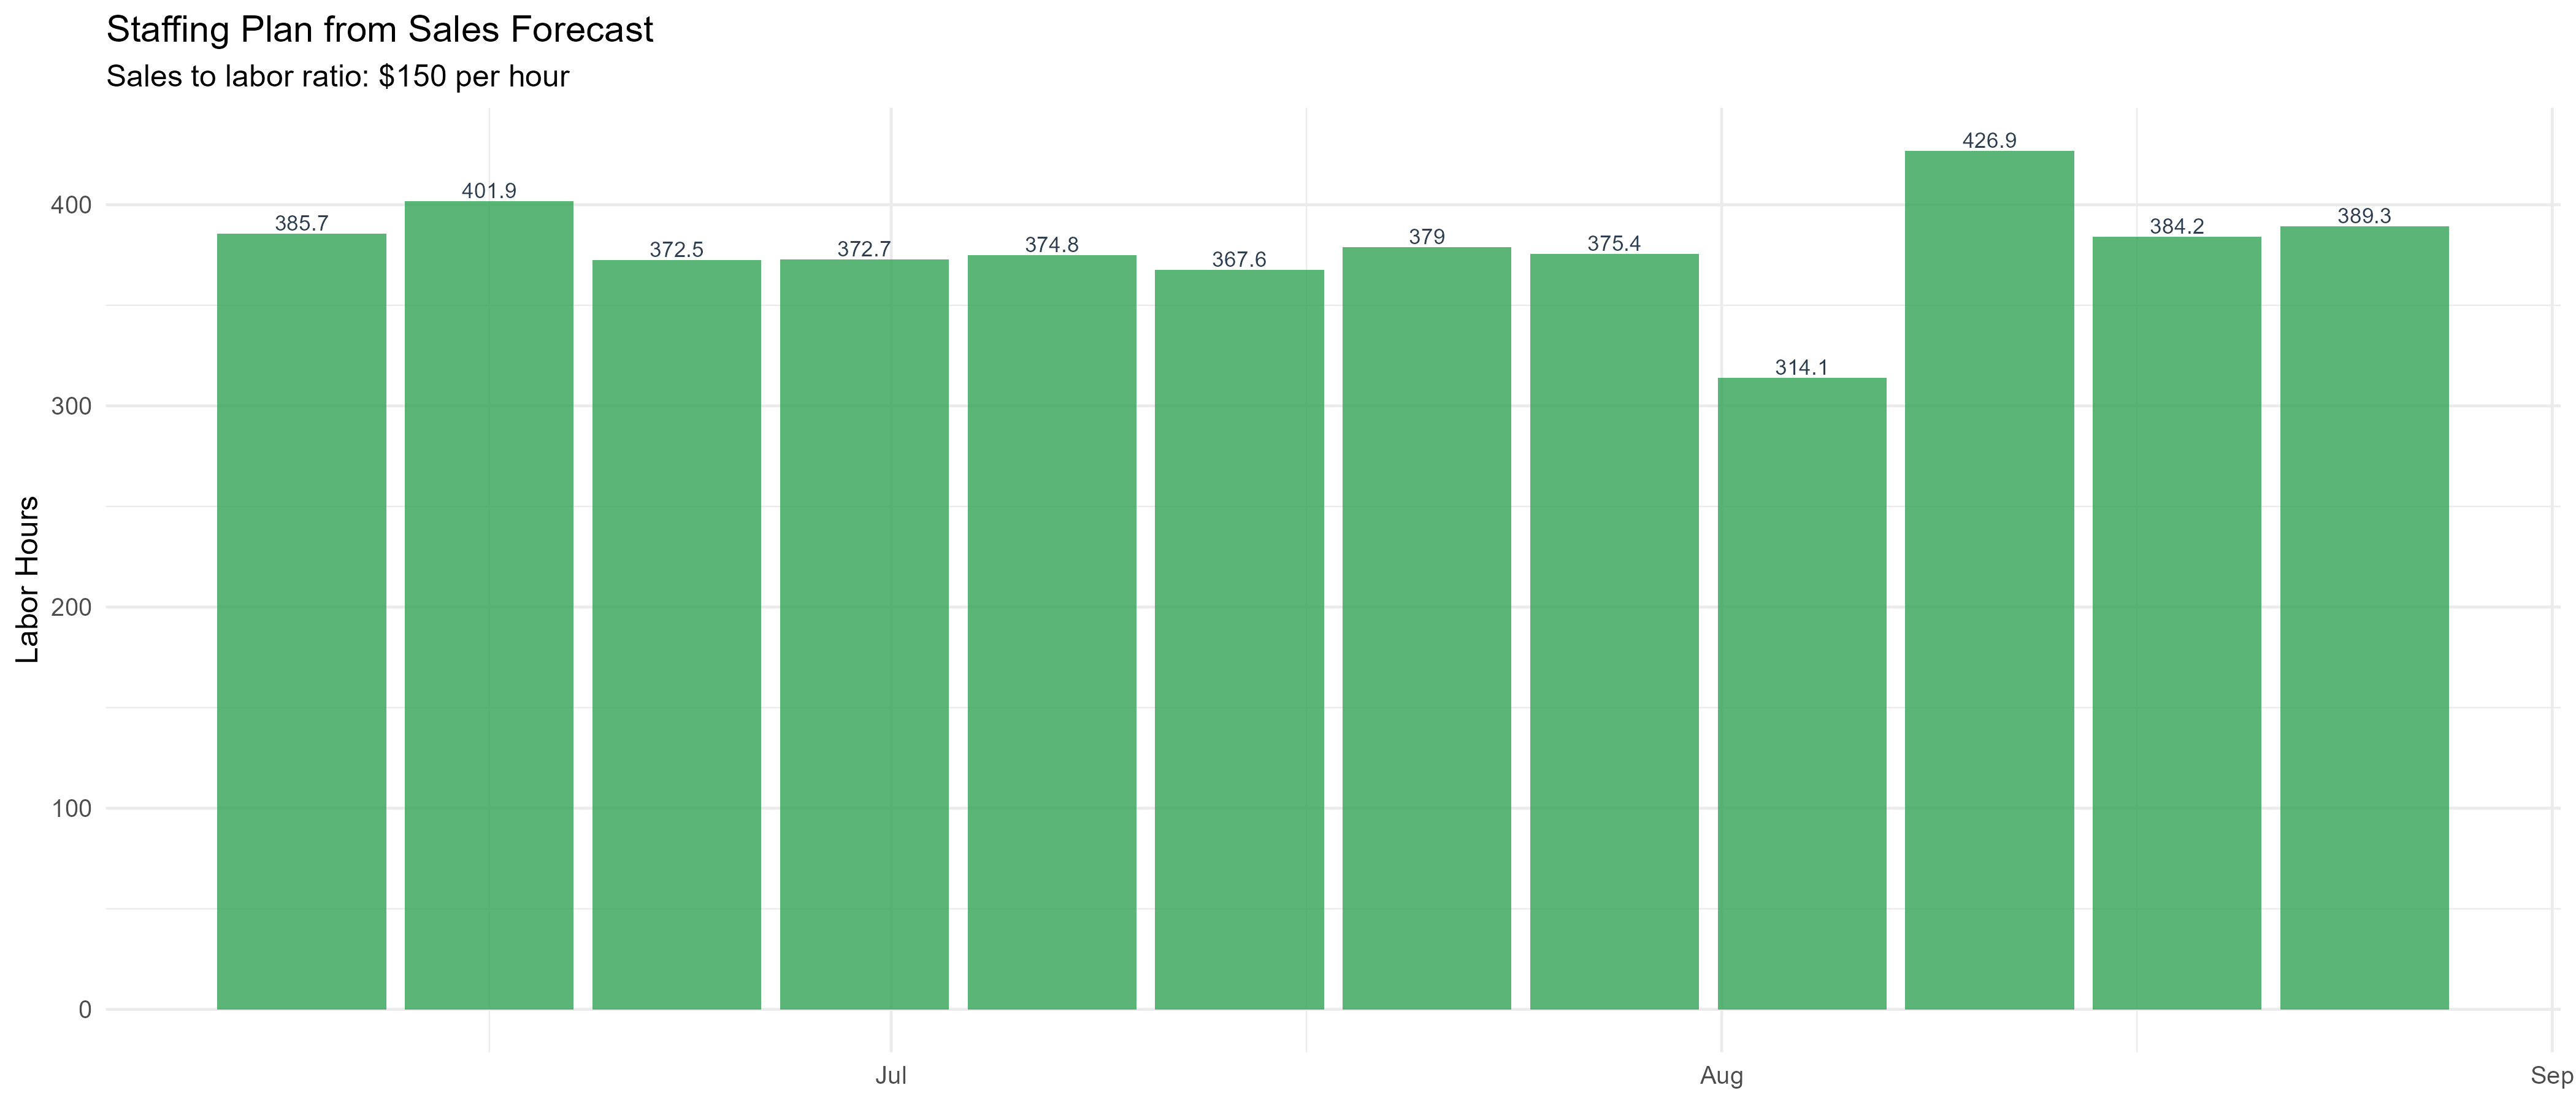 Staffing Plan from Sales Forecast
Sales to labor ratio: $150 per hour
Labor Hours
400
300
200
100
0
385.7
401.9
372.5
372.7
374.8
367.6
379
375.4
314.1
426.9
384.2
389.3
Jul
Aug
Sep